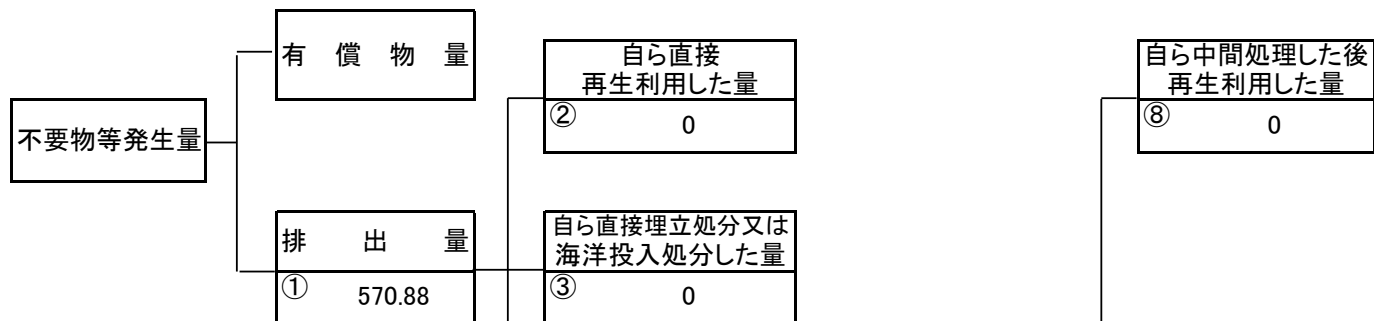 有償物量
自ら直接
再生利用した量
② 0
自ら中間処理した後
再生利用した量
⑧ 0
不要物等発生量
排出量
① 570.88
自ら直接埋立処分又は
海洋投入処分した量
③ 0